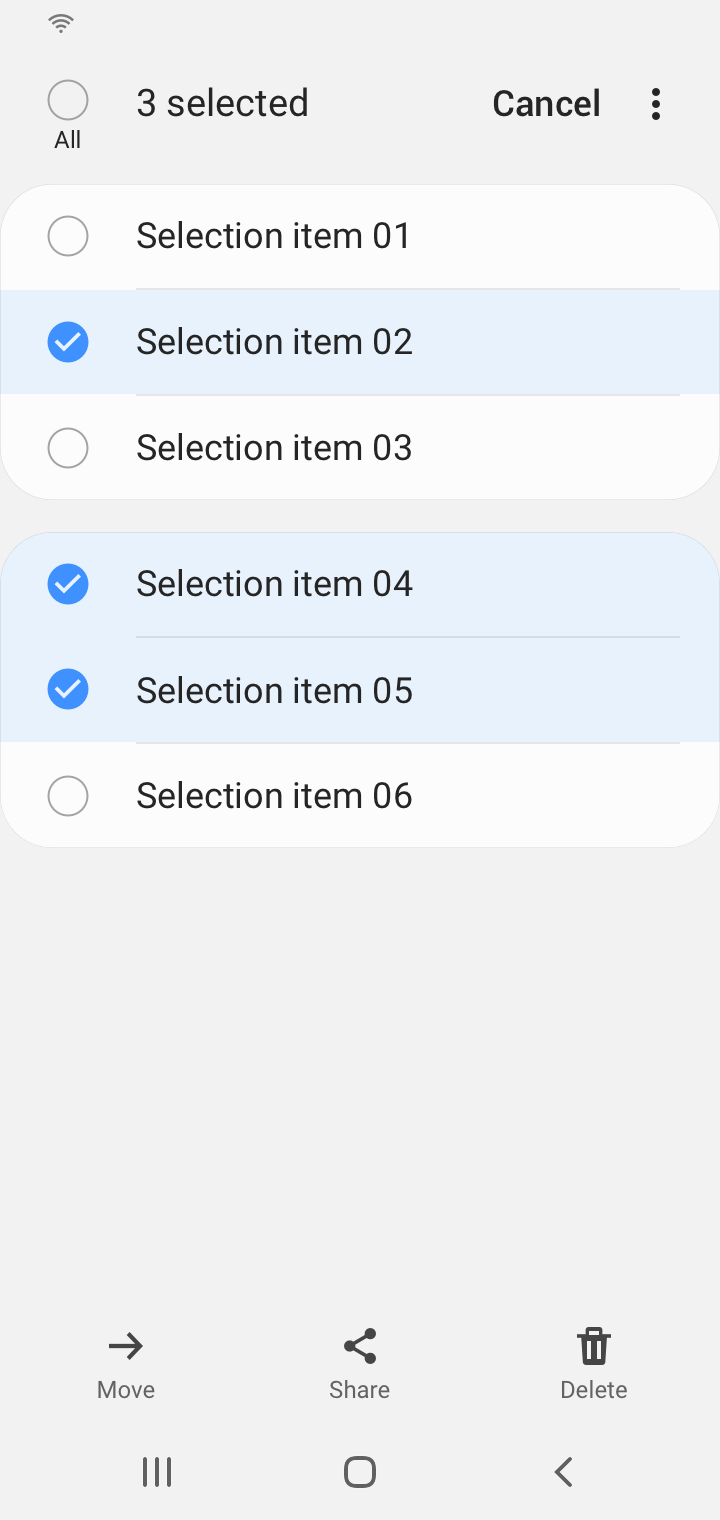 3 selected
Cancel
All
Selection item 01
Selection item 02
Selection item 03
Selection item 04
Selection item 05
Selection item 06
Move
Share
Delete